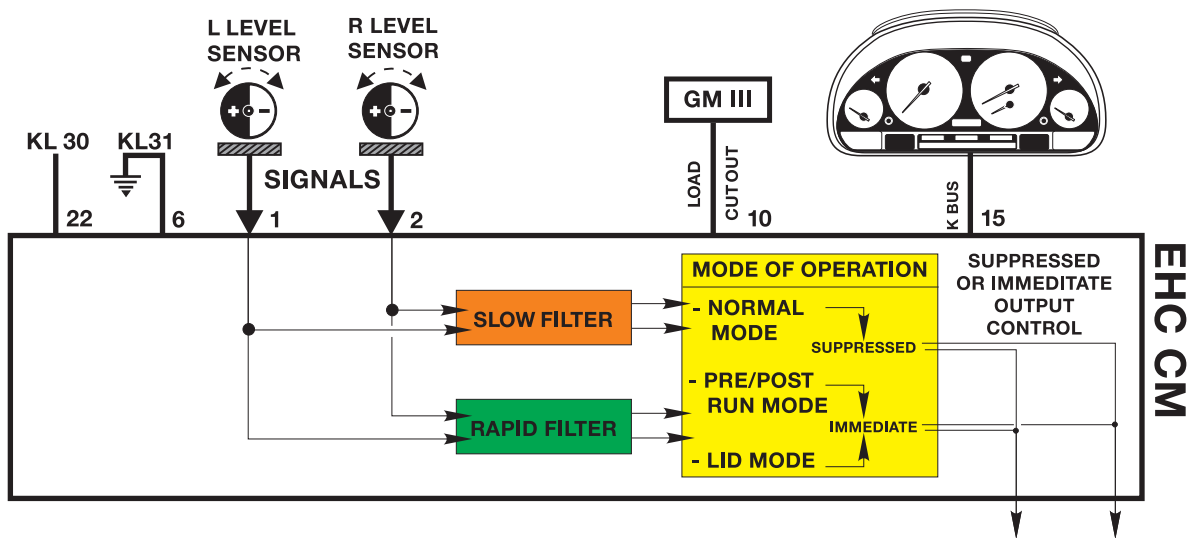 L LEVEL
SENSOR
R LEVEL
SENSOR
GM III
KL 30
KL31
SIGNALS
LOAD
CUT OUT
K BUS
22
6
1
2
10
15
EHC CM
MODE OF OPERATION
SUPPRESSED
OR IMMEDITATE
OUTPUT
CONTROL
SLOW FILTER
- NORMAL
MODE
SUPPRESSED
- PRE/POST
RUN MODE
RAPID FILTER
IMMEDIATE
- LID MODE